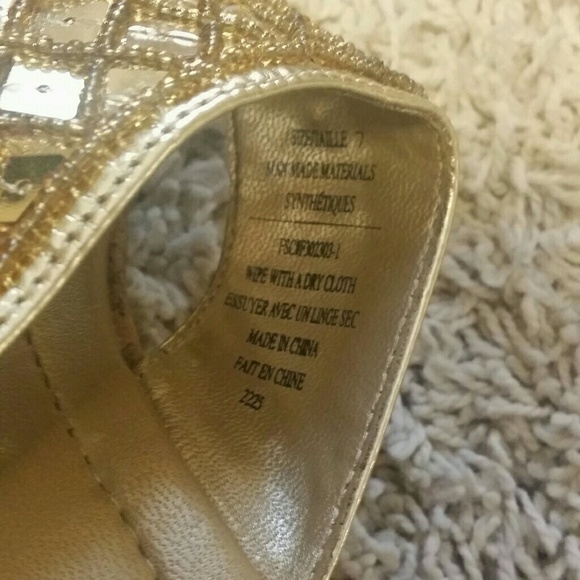 SIZE/TAILLE 7
MAN MADE MATERIALS
SYNTHÉTIQUES
WIPE WITH A DRY CLOTH
ESSUYER AVEC UN LINGE SEC
MADE IN CHINA
FAIT EN CHINE
2225